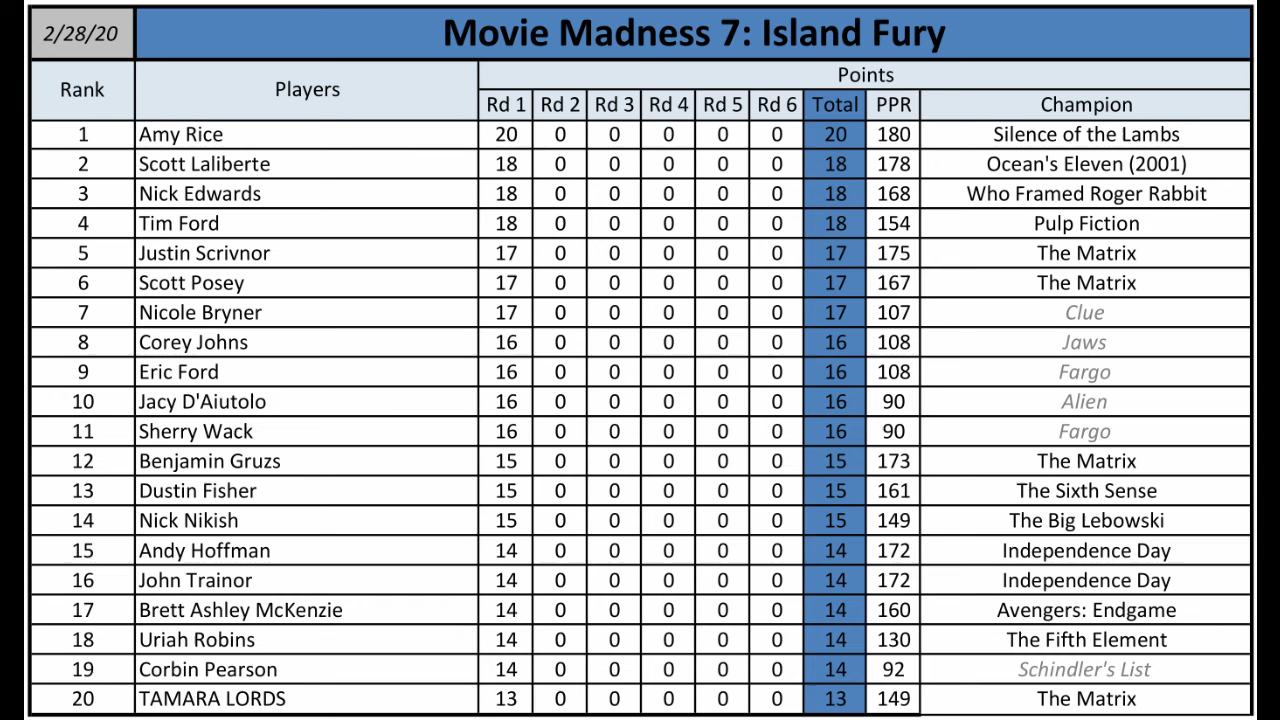 2/28/20 Movie Madness 7: Island Fury
Rank Players Points
Rd 1 Rd 2 Rd 3 Rd 4 Rd 5 Rd 6 Total PPR Champion
1 Amy Rice 20 0 0 0 0 0 20 180 Silence of the Lambs
2 Scott Laliberte 18 0 0 0 0 0 18 178 Ocean's Eleven (2001)
3 Nick Edwards 18 0 0 0 0 0 18 168 Who Framed Roger Rabbit
4 Tim Ford 18 0 0 0 0 0 18 154 Pulp Fiction
5 Justin Scrivnor 17 0 0 0 0 0 17 175 The Matrix
6 Scott Posey 17 0 0 0 0 0 17 167 The Matrix
7 Nicole Bryner 17 0 0 0 0 0 17 107 Clue
8 Corey Johns 16 0 0 0 0 0 16 108 Jaws
9 Eric Ford 16 0 0 0 0 0 16 108 Fargo
10 Jacy D'Aiutolo 16 0 0 0 0 0 16 90 Alien
11 Sherry Wack 16 0 0 0 0 0 16 90 Fargo
12 Benjamin Gruzs 15 0 0 0 0 0 15 173 The Matrix
13 Dustin Fisher 15 0 0 0 0 0 15 161 The Sixth Sense
14 Nick Nikish 15 0 0 0 0 0 15 149 The Big Lebowski
15 Andy Hoffman 14 0 0 0 0 0 14 172 Independence Day
16 John Trainor 14 0 0 0 0 0 14 172 Independence Day
17 Brett Ashley McKenzie 14 0 0 0 0 0 14 160 Avengers: Endgame
18 Uriah Robins 14 0 0 0 0 0 14 130 The Fifth Element
19 Corbin Pearson 14 0 0 0 0 0 14 92 Schindler's List
20 TAMARA LORDS 13 0 0 0 0 0 13 149 The Matrix